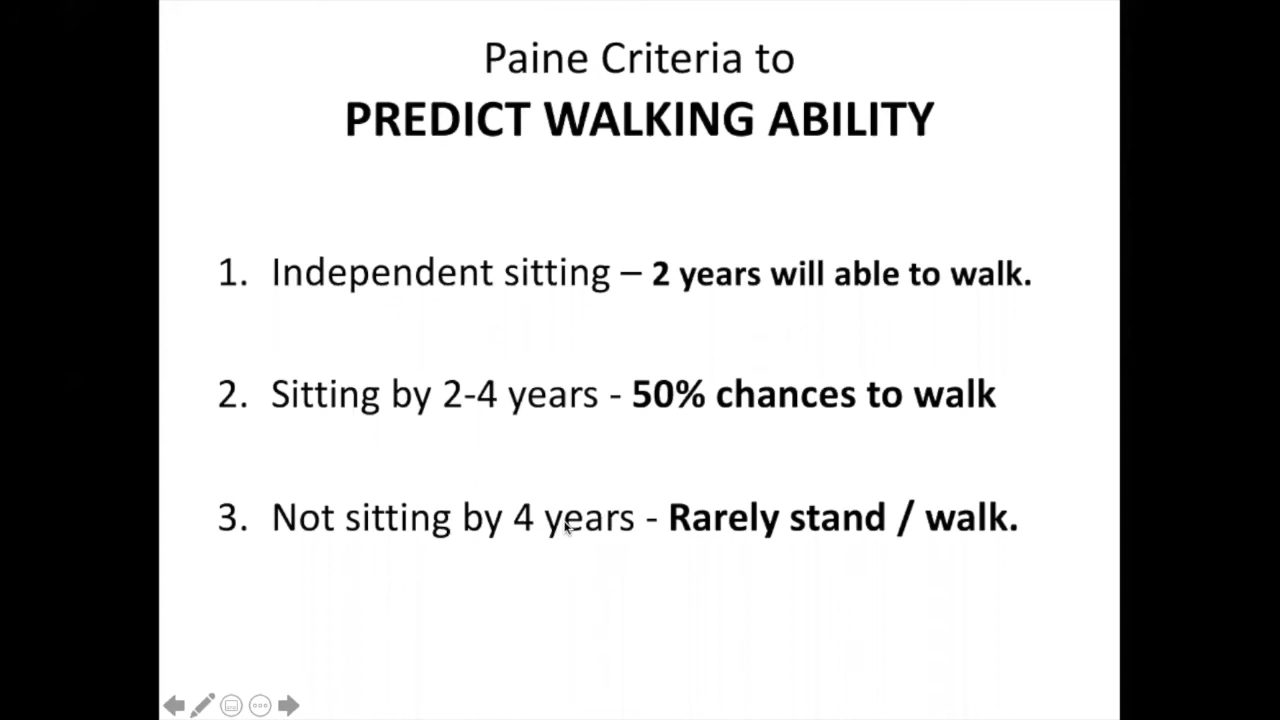 Paine Criteria to
PREDICT WALKING ABILITY
1. Independent sitting – 2 years will able to walk.
2. Sitting by 2-4 years - 50% chances to walk
3. Not sitting by 4 years - Rarely stand / walk.